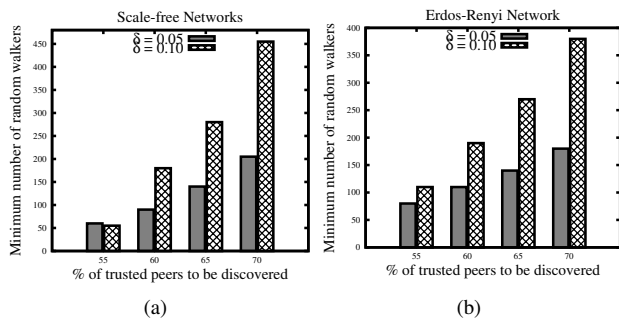 Scale-free Networks
δ = 0.05
δ = 0.10
Minimum number of random walkers
450
400
350
300
250
200
150
100
50
0
55 60 65 70
% of trusted peers to be discovered
(a)
Erdos-Renyi Network
δ = 0.05
δ = 0.10
Minimum number of random walkers
400
350
300
250
200
150
100
50
0
55 60 65 70
% of trusted peers to be discovered
(b)